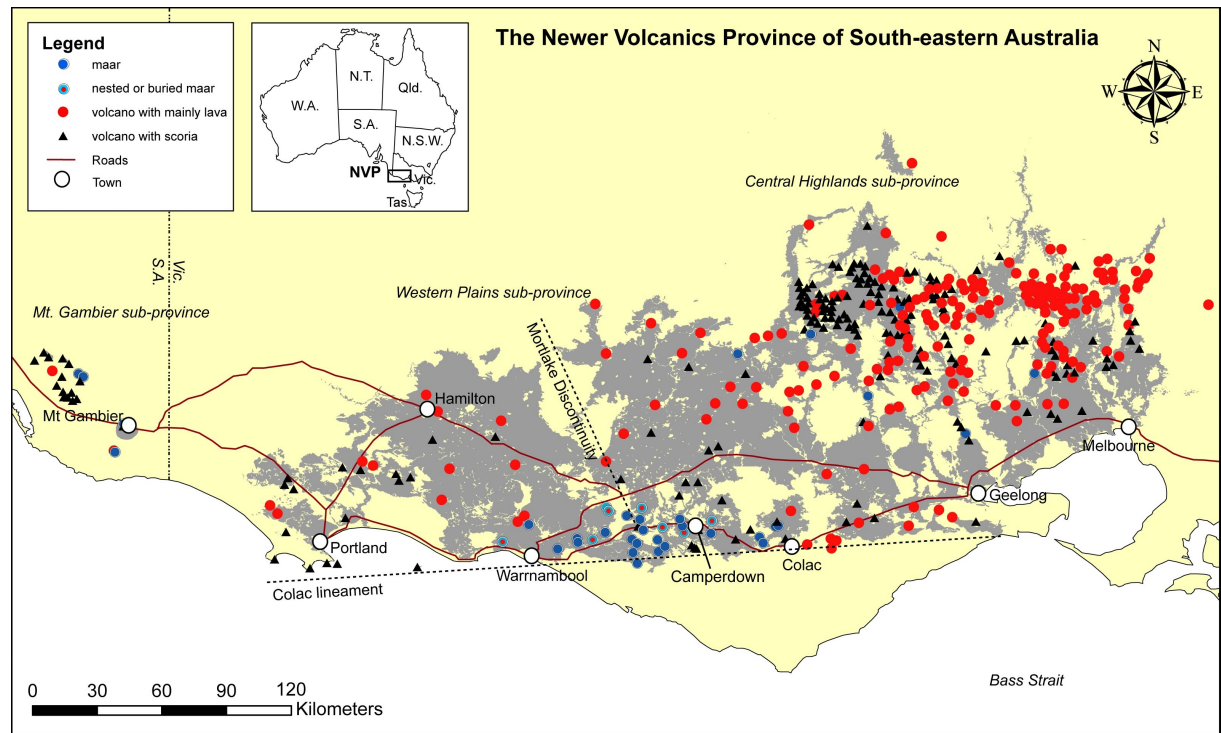 The Newer Volcanics Province of South-eastern Australia
Legend
maar
nested or buried maar
volcano with mainly lava
volcano with scoria
Roads
Town
W.A.
N.T.
Qld.
S.A.
N.S.W.
NVP
Vic.
Tas.
N
W
E
S
Central Highlands sub-province
Vic.
S.A.
Western Plains sub-province
Mt. Gambier sub-province
Mortlake Discontinuity
Hamilton
Mt Gambier
Melbourne
Geelong
Portland
Warrnambool
Camperdown
Colac
Colac lineament
Bass Strait
0 30 60 90 120
Kilometers